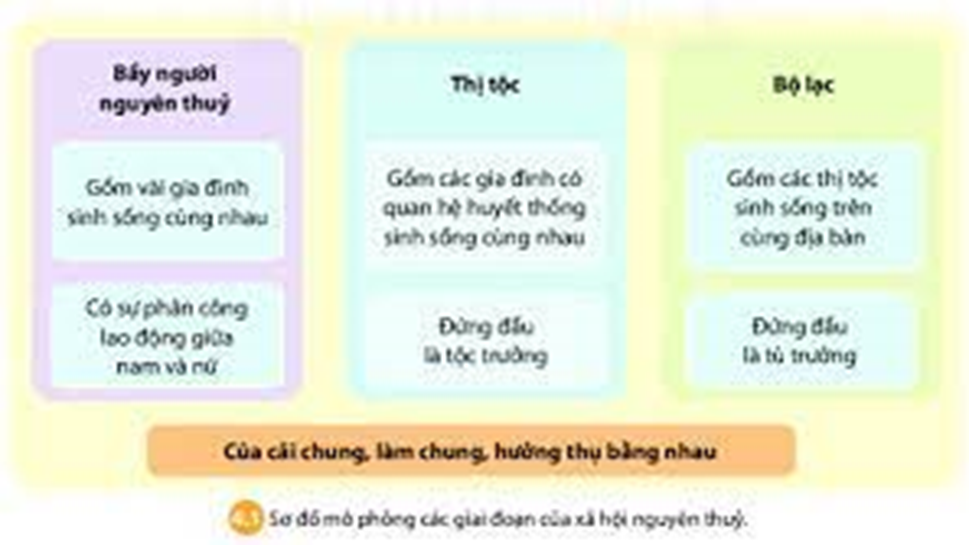 Bầy người
nguyên thuỷ
Gồm vài gia đình
sinh sống cùng nhau
Có sự phân công
lao động giữa
nam và nữ
Thị tộc
Gồm các gia đình có
quan hệ huyết thống
sinh sống cùng nhau
Đứng đầu
là tộc trưởng
Bộ lạc
Gồm các thị tộc
sinh sống trên
cùng địa bàn
Đứng đầu
là tù trưởng
Của cải chung, làm chung, hưởng thụ bằng nhau
4.1 Sơ đồ mô phỏng các giai đoạn của xã hội nguyên thuỷ.